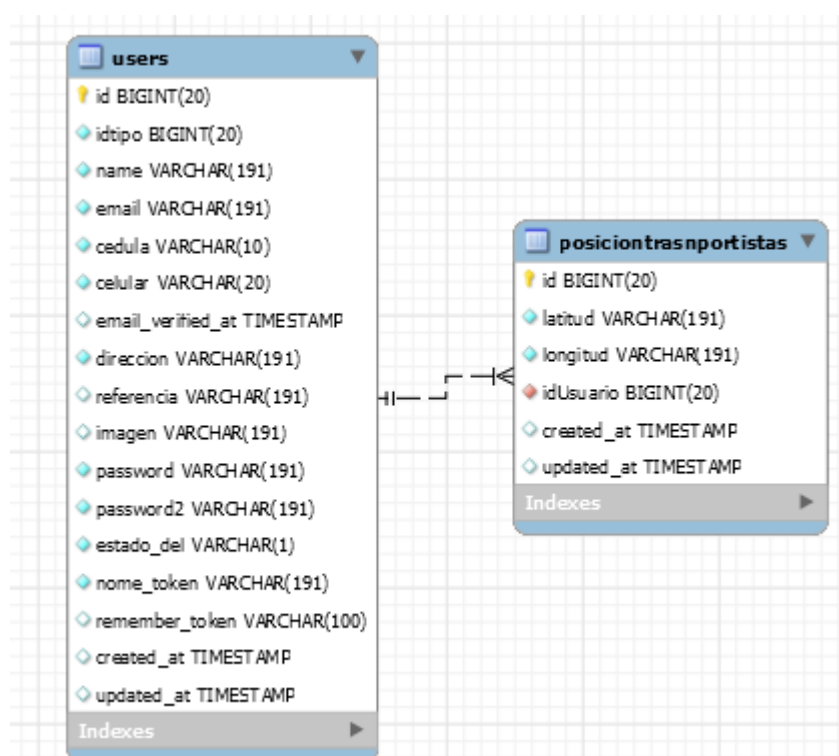 users
id BIGINT(20)
idtipo BIGINT(20)
name VARCHAR(191)
email VARCHAR(191)
cedula VARCHAR(10)
celular VARCHAR(20)
email_verified_at TIMESTAMP
direccion VARCHAR(191)
referencia VARCHAR(191)
imagen VARCHAR(191)
password VARCHAR(191)
password2 VARCHAR(191)
estado_del VARCHAR(1)
nome_token VARCHAR(191)
remember_token VARCHAR(100)
created_at TIMESTAMP
updated_at TIMESTAMP
Indexes
posiciontrasnportistas
id BIGINT(20)
latitud VARCHAR(191)
longitud VARCHAR(191)
idUsuario BIGINT(20)
created_at TIMESTAMP
updated_at TIMESTAMP
Indexes